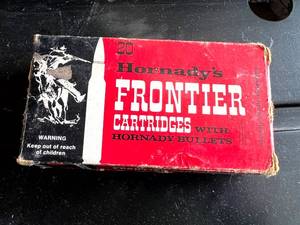 20
Hornady's
FRONTIER
CARTRIDGES WITH
HORNADY BULLETS
WARNING
Keep out of reach
of children